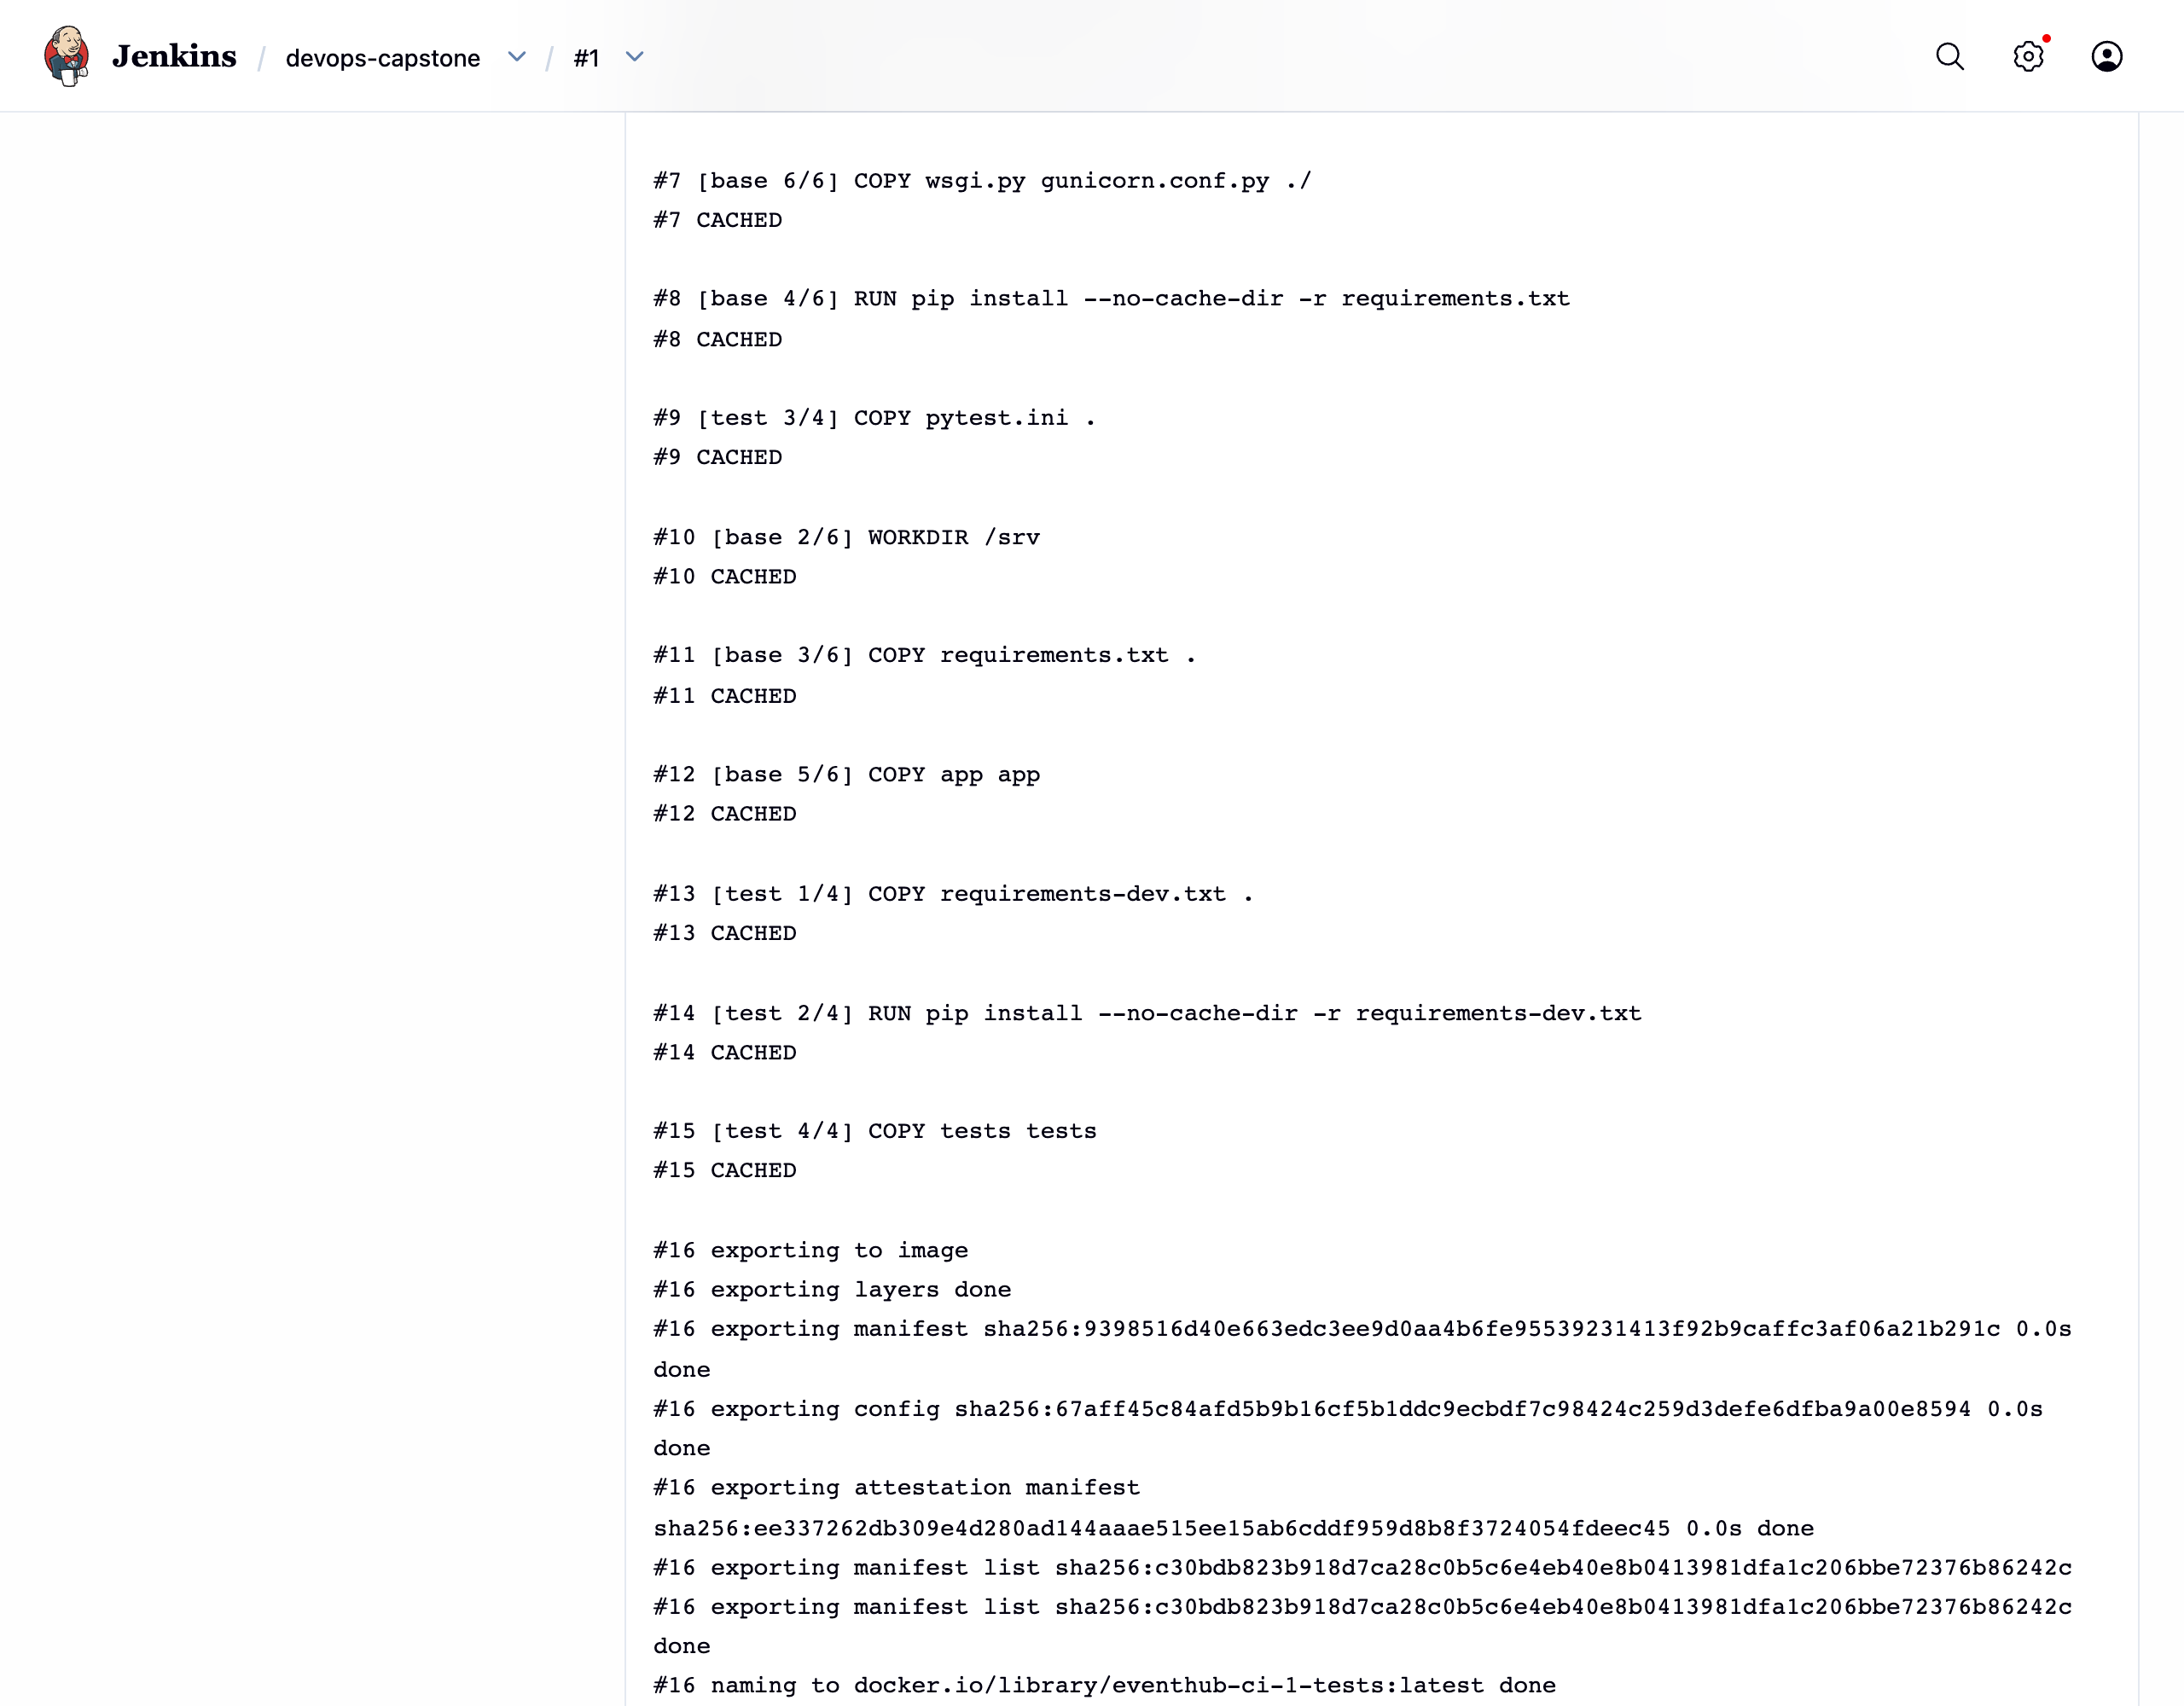 Jenkins / devops-capstone / #1
#7 [base 6/6] COPY wsgi.py gunicorn.conf.py ./
#7 CACHED
#8 [base 4/6] RUN pip install --no-cache-dir -r requirements.txt
#8 CACHED
#9 [test 3/4] COPY pytest.ini .
#9 CACHED
#10 [base 2/6] WORKDIR /srv
#10 CACHED
#11 [base 3/6] COPY requirements.txt .
#11 CACHED
#12 [base 5/6] COPY app app
#12 CACHED
#13 [test 1/4] COPY requirements-dev.txt .
#13 CACHED
#14 [test 2/4] RUN pip install --no-cache-dir -r requirements-dev.txt
#14 CACHED
#15 [test 4/4] COPY tests tests
#15 CACHED
#16 exporting to image
#16 exporting layers done
#16 exporting manifest sha256:9398516d40e663edc3ee9d0aa4b6fe95539231413f92b9caffc3af06a21b291c 0.0s
done
#16 exporting config sha256:67aff45c84afd5b9b16cf5b1ddc9ecbdf7c98424c259d3defe6dfba9a00e8594 0.0s
done
#16 exporting attestation manifest
sha256:ee337262db309e4d280ad144aaae515ee15ab6cddf959d8b8f3724054fdeec45 0.0s done
#16 exporting manifest list sha256:c30bdb823b918d7ca28c0b5c6e4eb40e8b0413981dfa1c206bbe72376b86242c
#16 exporting manifest list sha256:c30bdb823b918d7ca28c0b5c6e4eb40e8b0413981dfa1c206bbe72376b86242c
done
#16 naming to docker.io/library/eventhub-ci-1-tests:latest done